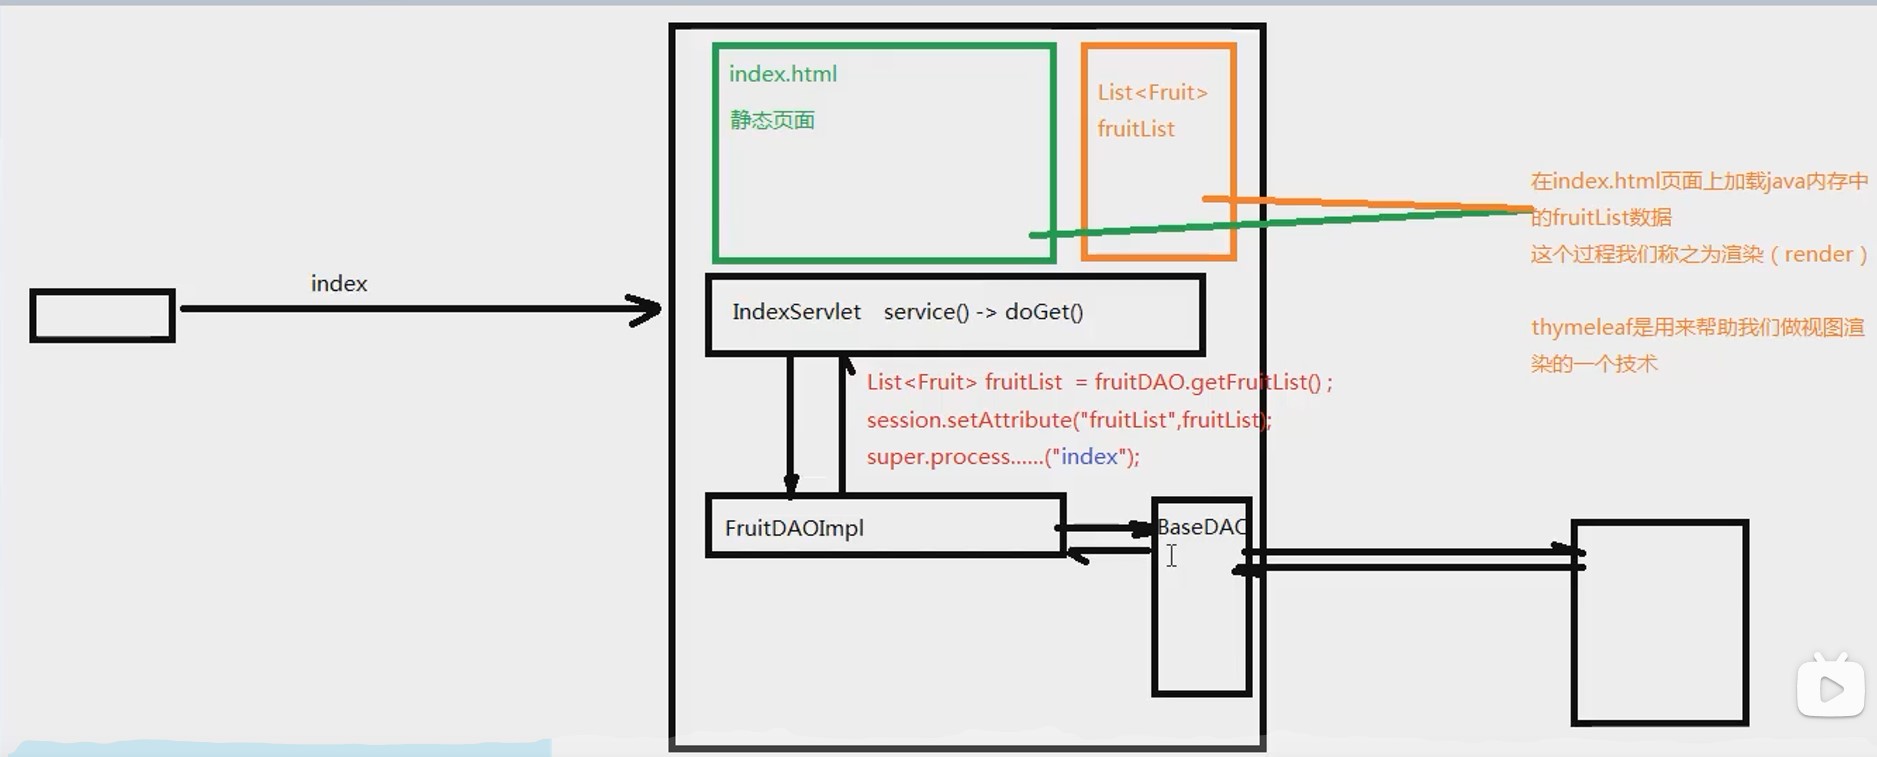 index.html
静态页面
List<Fruit>
fruitList
在index.html页面上加载java内存中
的fruitList数据
这个过程我们称之为渲染（render）
thymeleaf是用来帮助我们做视图渲
染的一个技术
index
IndexServlet service() -> doGet()
List<Fruit> fruitList = fruitDAO.getFruitList() ;
session.setAttribute("fruitList",fruitList);
super.process......("index");
FruitDAOImpl
BaseDAO